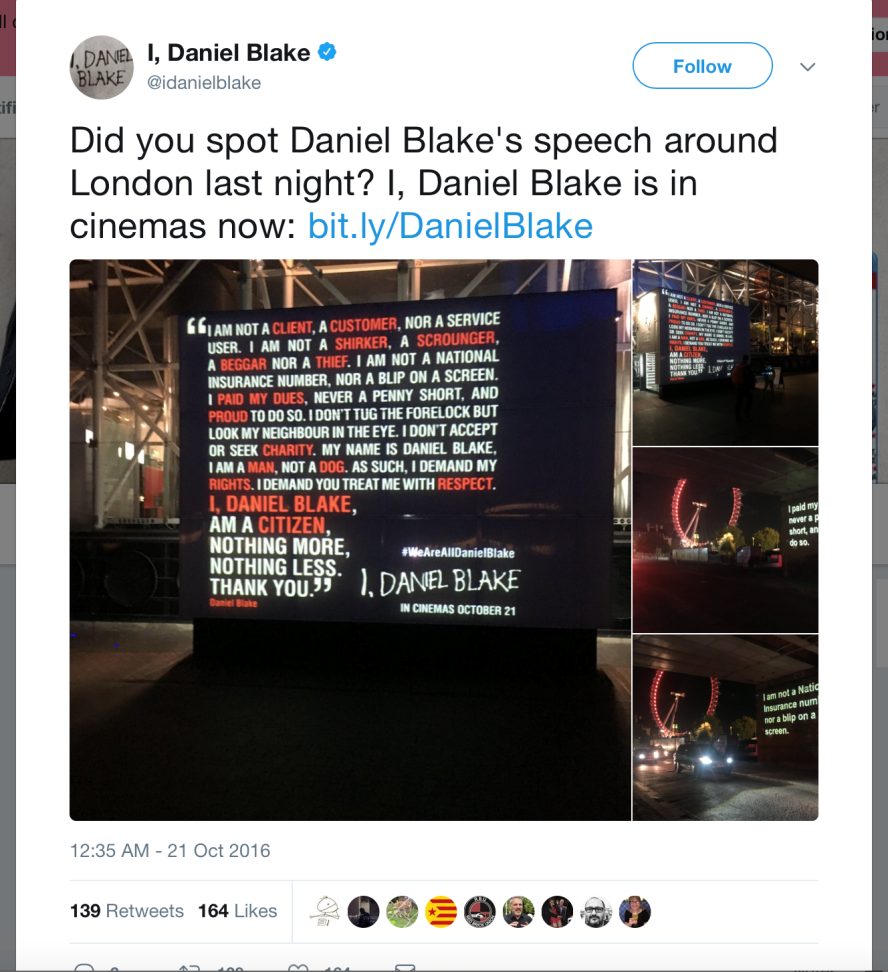 I, Daniel Blake
@idanielblake
Follow
Did you spot Daniel Blake's speech around
London last night? I, Daniel Blake is in
cinemas now: bit.ly/DanielBlake
I, DANIEL
BLAKE
“I AM NOT A CLIENT, A CUSTOMER, NOR A SERVICE
USER. I AM NOT A SHIRKER, A SCROUNGER,
A BEGGAR NOR A THIEF. I AM NOT A NATIONAL
INSURANCE NUMBER, NOR A BLIP ON A SCREEN.
I PAID MY DUES, NEVER A PENNY SHORT, AND
PROUD TO DO SO. I DON'T TUG THE FORELOCK BUT
LOOK MY NEIGHBOUR IN THE EYE. I DON'T ACCEPT
OR SEEK CHARITY. MY NAME IS DANIEL BLAKE,
I AM A MAN, NOT A DOG. AS SUCH, I DEMAND MY
RIGHTS. I DEMAND YOU TREAT ME WITH RESPECT.
I, DANIEL BLAKE,
AM A CITIZEN,
NOTHING MORE,
NOTHING LESS.
THANK YOU.”
Daniel Blake
#WeAreAllDanielBlake
I, DANIEL BLAKE
IN CINEMAS OCTOBER 21
I paid my
never a p
short, an
do so.
I am not a Natio
Insurance num
nor a blip on a
screen.
12:35 AM - 21 Oct 2016
139 Retweets 164 Likes